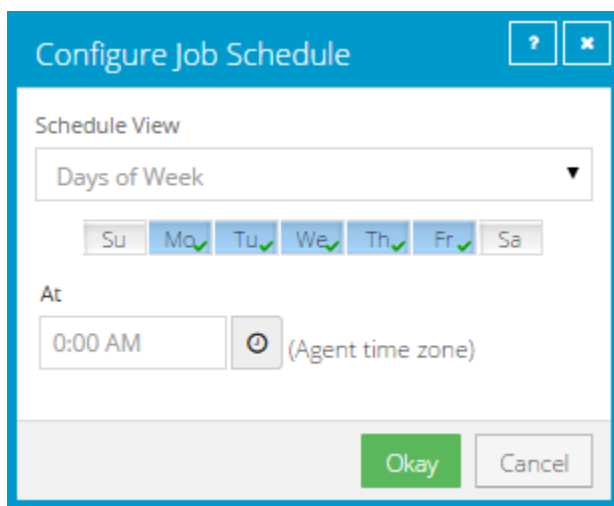 Configure Job Schedule ? ×
Schedule View
Days of Week
Su Mo Tu We Th Fr Sa
At
0:00 AM (Agent time zone)
Okay Cancel